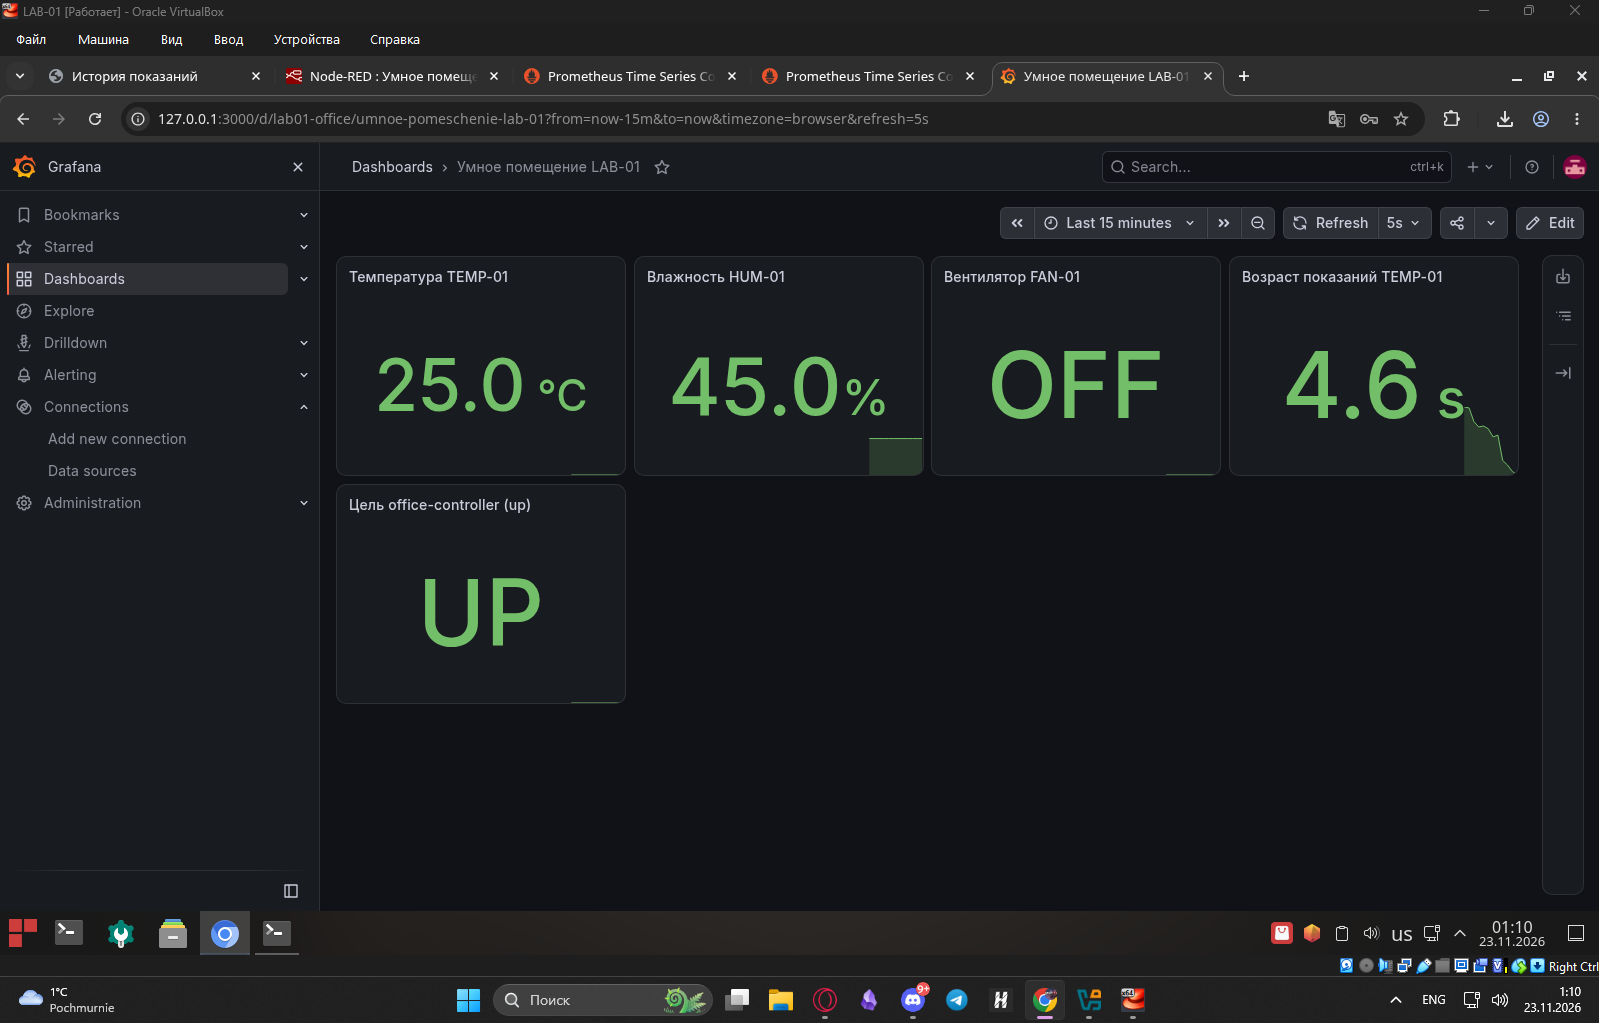 LAB-01 [Работает] - Oracle VirtualBox
Файл Машина Вид Ввод Устройства Справка
История показаний
Node-RED : Умное помеще
Prometheus Time Series Co
Prometheus Time Series Co
Умное помещение LAB-01
127.0.0.1:3000/d/lab01-office/umnoe-pomeschenie-lab-01?from=now-15m&to=now&timezone=browser&refresh=5s
Grafana
Dashboards › Умное помещение LAB-01
Search...
ctrl+k
Bookmarks
Starred
Dashboards
Explore
Drilldown
Alerting
Connections
Add new connection
Data sources
Administration
Last 15 minutes
Refresh
5s
Edit
Температура TEMP-01
25.0 °C
Влажность HUM-01
45.0%
Вентилятор FAN-01
OFF
Возраст показаний TEMP-01
4.6 s
Цель office-controller (up)
UP
us
01:10
23.11.2026
Right Ctrl
1°C
Pochmurnie
Поиск
9+
ENG
1:10
23.11.2026